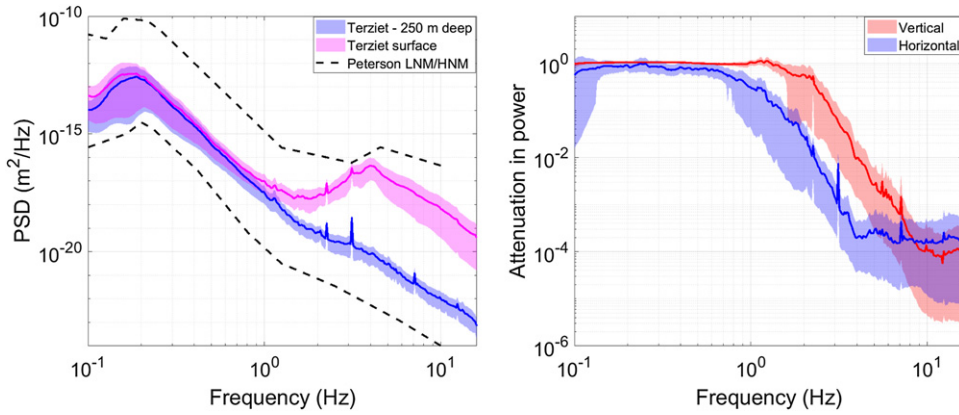 10^-10
10^-15
10^-20
PSD (m^2/Hz)
Terziet - 250 m deep
Terziet surface
Peterson LNM/HNM
10^-1
10^0
10^1
Frequency (Hz)
10^0
10^-2
10^-4
10^-6
Attenuation in power
Vertical
Horizontal
10^-1
10^0
10^1
Frequency (Hz)